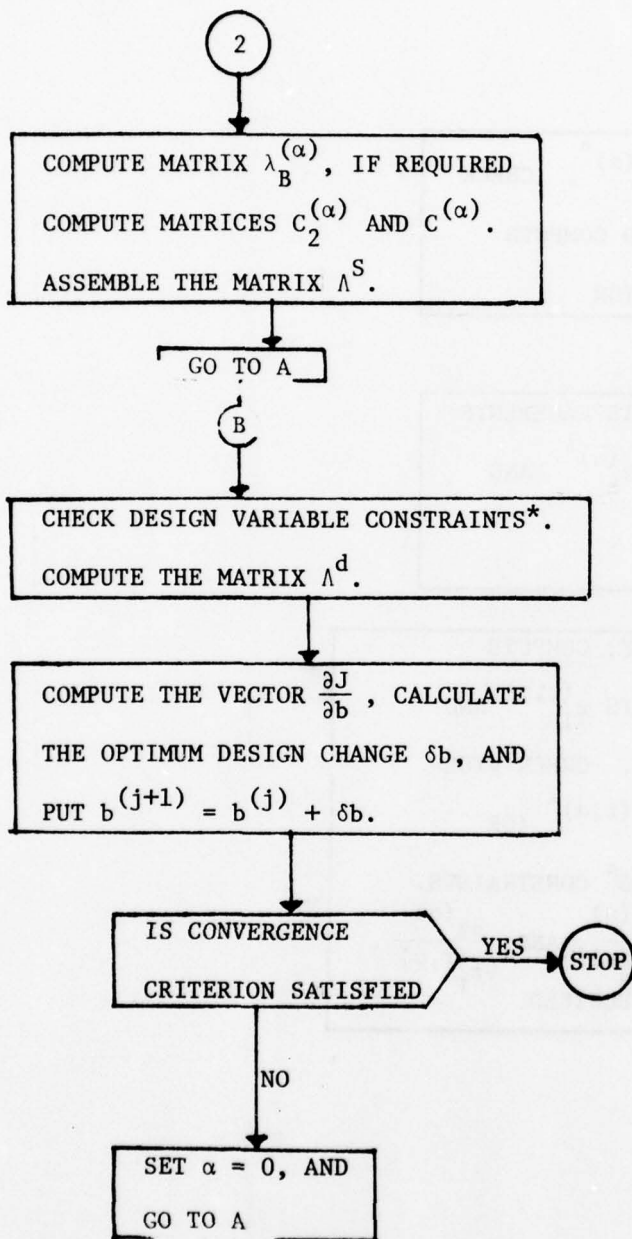 2
COMPUTE MATRIX λ_B^(α), IF REQUIRED
COMPUTE MATRICES C_2^(α) AND C^(α).
ASSEMBLE THE MATRIX Λ^S.
GO TO A
B
CHECK DESIGN VARIABLE CONSTRAINTS*.
COMPUTE THE MATRIX Λ^d.
COMPUTE THE VECTOR ∂J/∂b, CALCULATE
THE OPTIMUM DESIGN CHANGE δb, AND
PUT b^(j+1) = b^(j) + δb.
IS CONVERGENCE
CRITERION SATISFIED
YES
STOP
NO
SET α = 0, AND
GO TO A